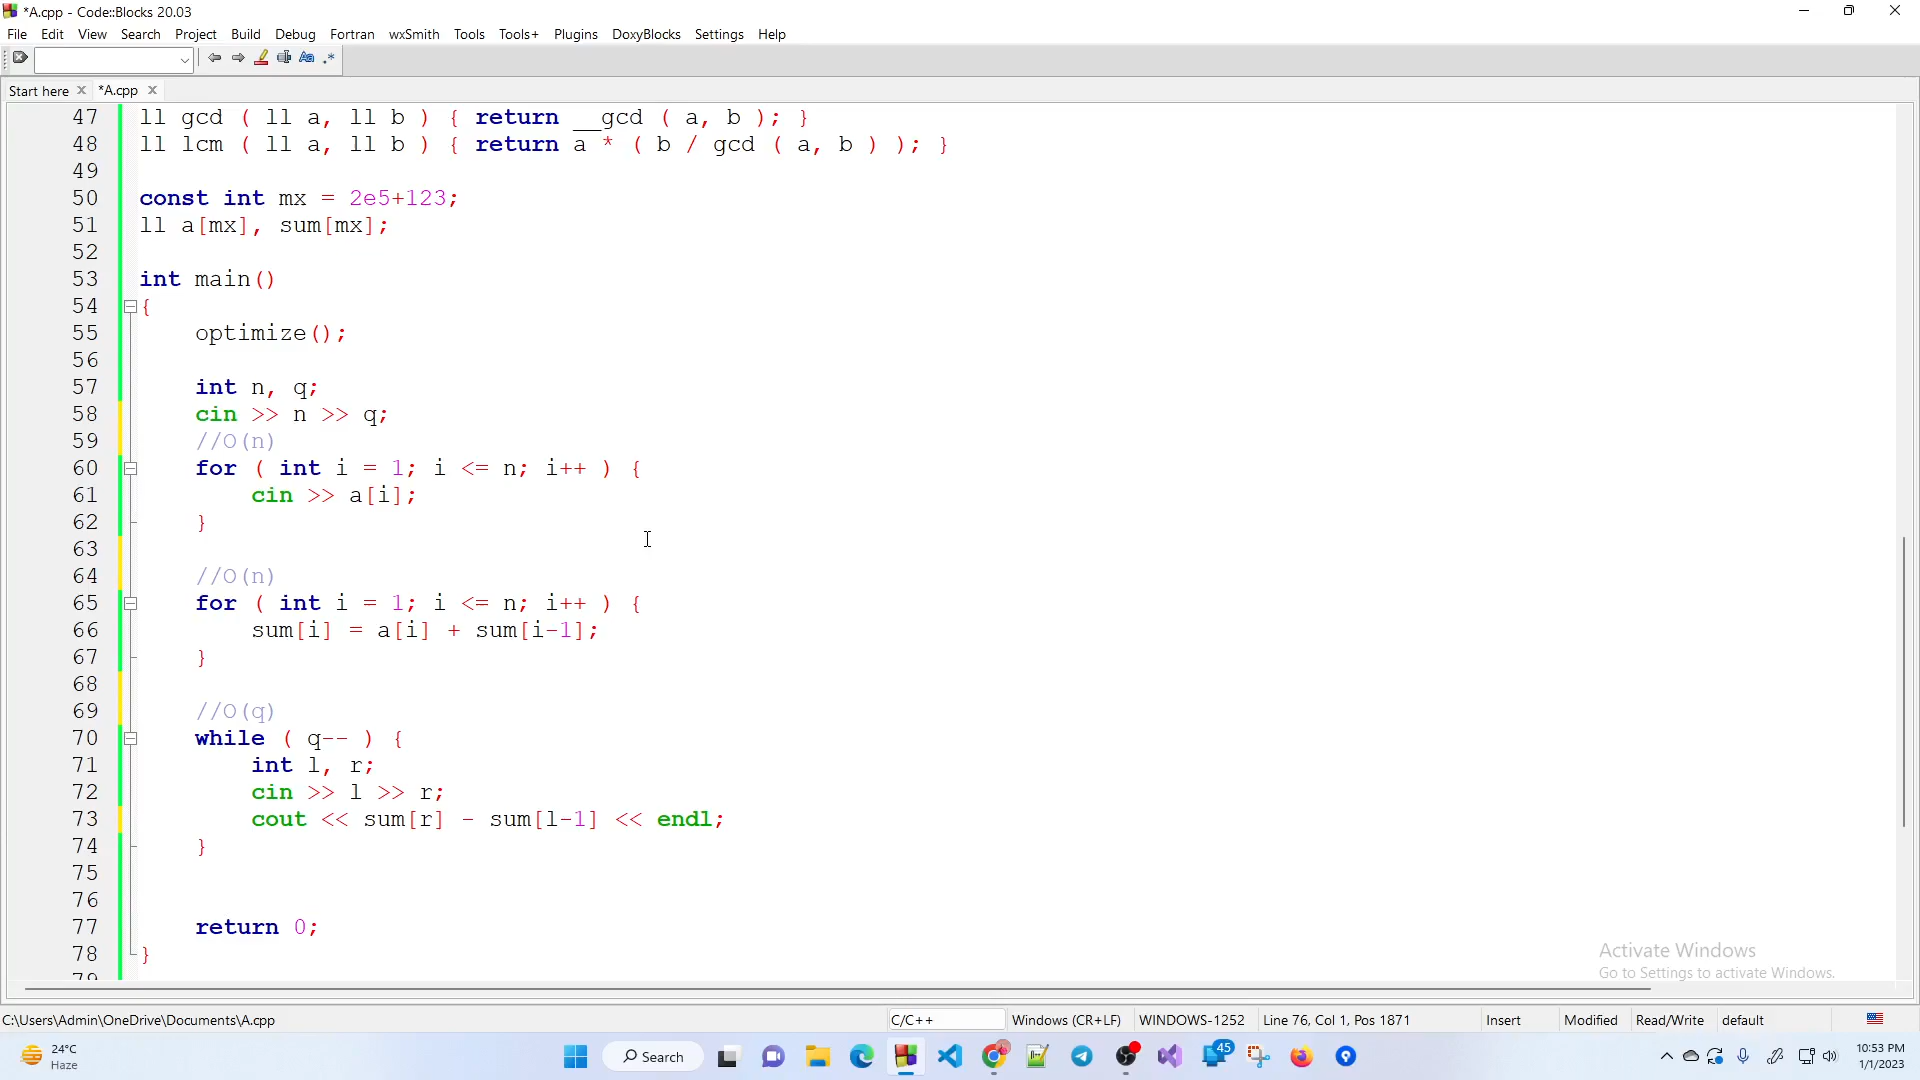 *A.cpp - Code::Blocks 20.03
File Edit View Search Project Build Debug Fortran wxSmith Tools Tools+ Plugins DoxyBlocks Settings Help
Start here *A.cpp
47 ll gcd ( ll a, ll b ) { return __gcd ( a, b ); }
48 ll lcm ( ll a, ll b ) { return a * ( b / gcd ( a, b ) ); }
49
50 const int mx = 2e5+123;
51 ll a[mx], sum[mx];
52
53 int main()
54 {
55 optimize();
56
57 int n, q;
58 cin >> n >> q;
59 //O(n)
60 for ( int i = 1; i <= n; i++ ) {
61 cin >> a[i];
62 }
63
64 //O(n)
65 for ( int i = 1; i <= n; i++ ) {
66 sum[i] = a[i] + sum[i-1];
67 }
68
69 //O(q)
70 while ( q-- ) {
71 int l, r;
72 cin >> l >> r;
73 cout << sum[r] - sum[l-1] << endl;
74 }
75
76
77 return 0;
78 }
79
Activate Windows
Go to Settings to activate Windows.
C:\Users\Admin\OneDrive\Documents\A.cpp C/C++ Windows (CR+LF) WINDOWS-1252 Line 76, Col 1, Pos 1871 Insert Modified Read/Write default
24°C
Haze
Search
45
10:53 PM
1/1/2023